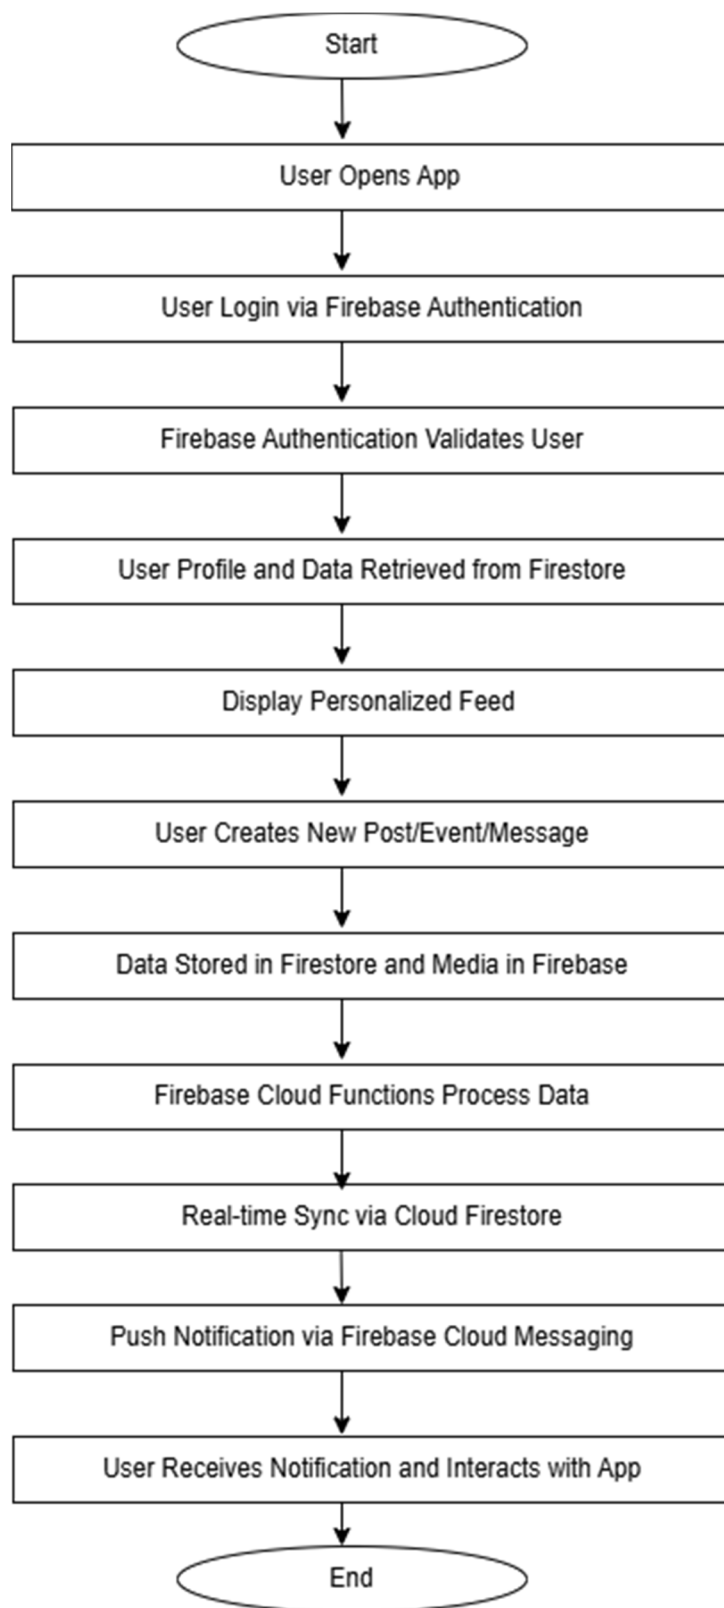 Start
User Opens App
User Login via Firebase Authentication
Firebase Authentication Validates User
User Profile and Data Retrieved from Firestore
Display Personalized Feed
User Creates New Post/Event/Message
Data Stored in Firestore and Media in Firebase
Firebase Cloud Functions Process Data
Real-time Sync via Cloud Firestore
Push Notification via Firebase Cloud Messaging
User Receives Notification and Interacts with App
End